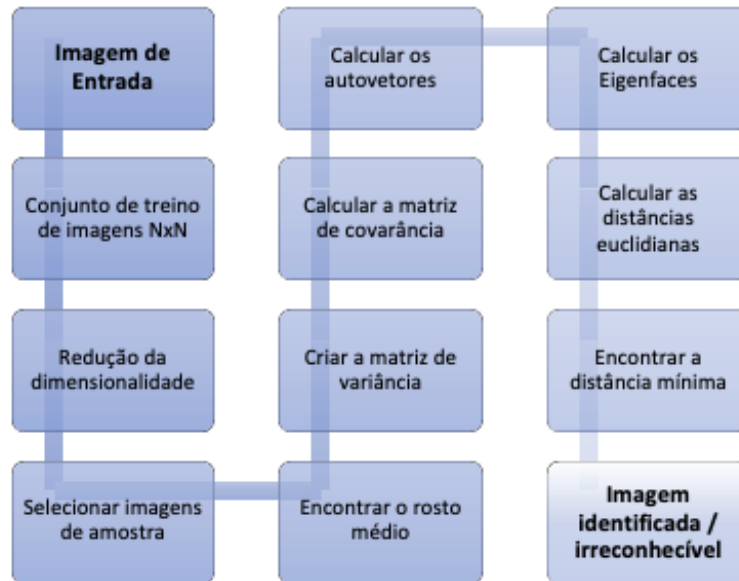 Imagem de
Entrada
Conjunto de treino
de imagens NxN
Redução da
dimensionalidade
Selecionar imagens
de amostra
Encontrar o rosto
médio
Criar a matriz de
variância
Calcular a matriz
de covarância
Calcular os
autovetores
Calcular os
Eigenfaces
Calcular as
distâncias
euclidianas
Encontrar a
distância mínima
Imagem
identificada /
irreconhecível